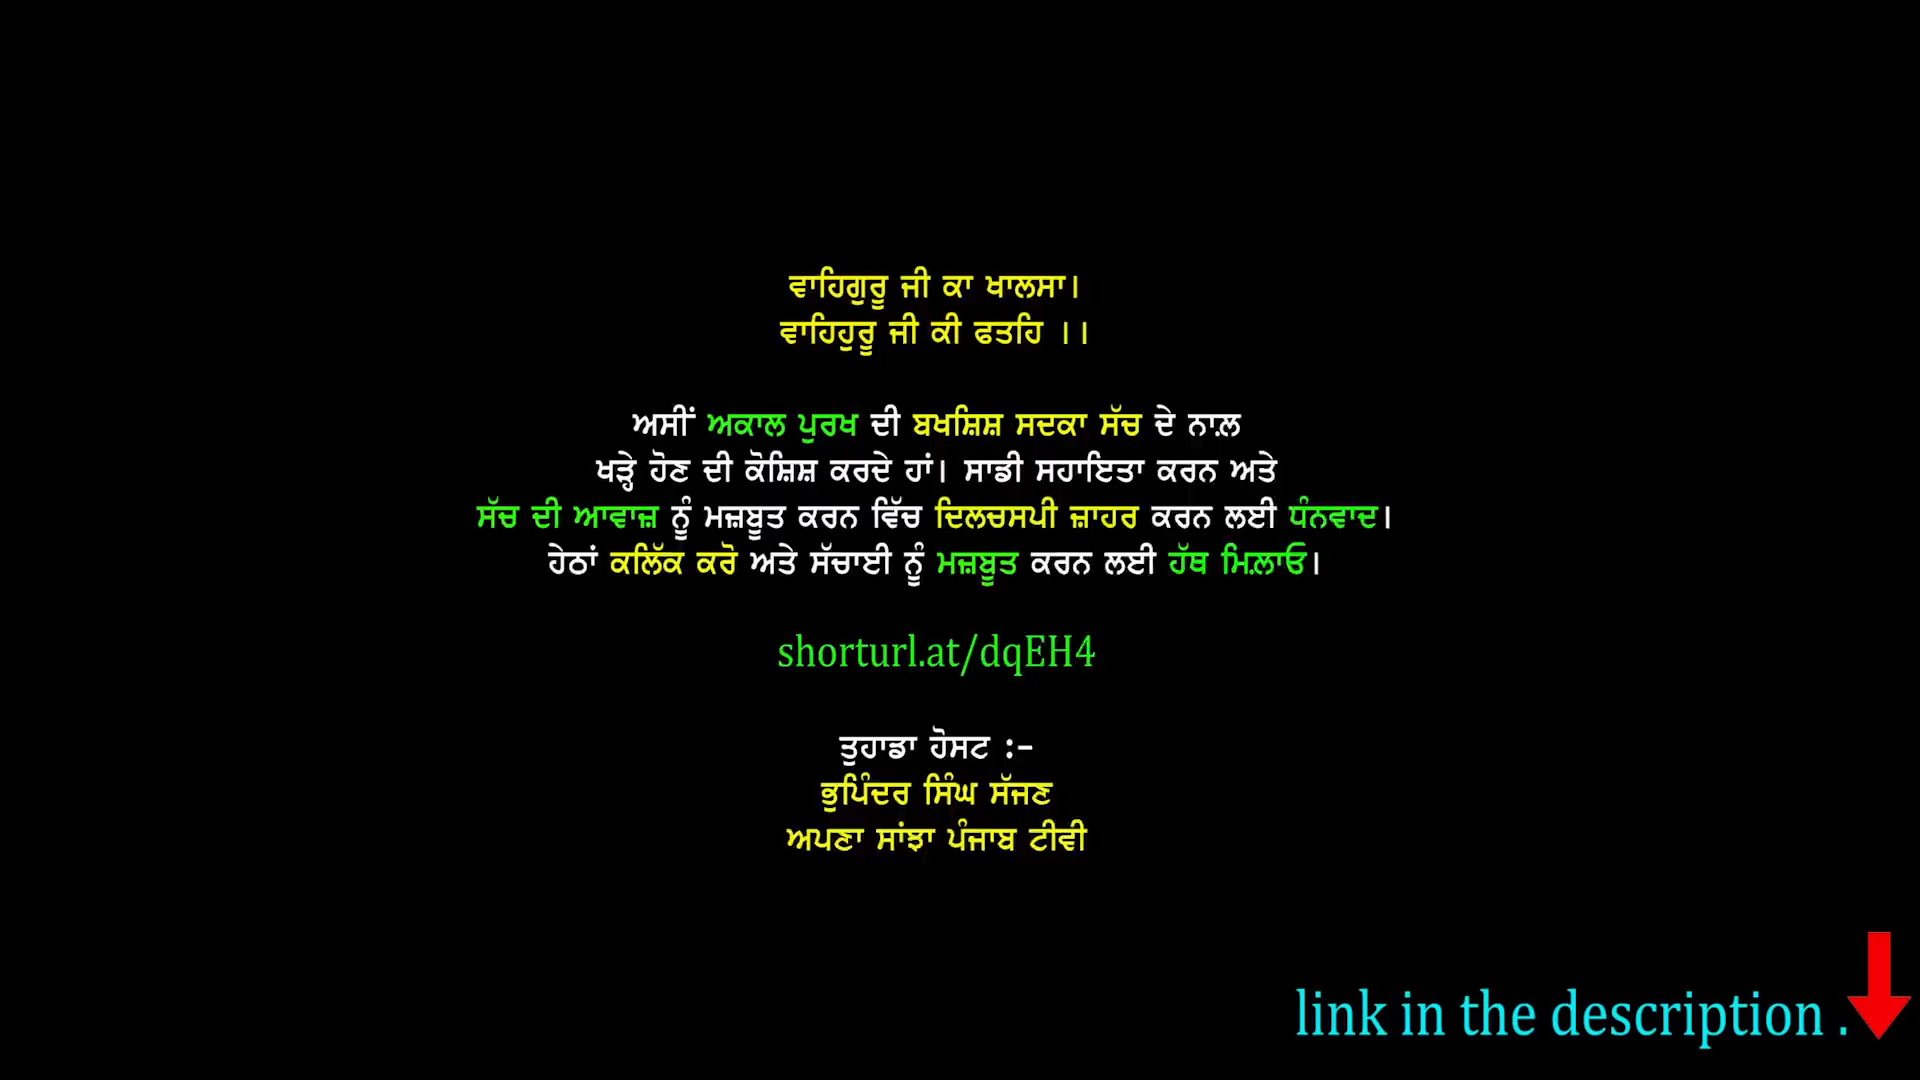 ਵਾਹਿਗੁਰੂ ਜੀ ਕਾ ਖਾਲਸਾ।
ਵਾਹਿਹੁਰੂ ਜੀ ਕੀ ਫਤਹਿ ।।
ਅਸੀਂ ਅਕਾਲ ਪੁਰਖ ਦੀ ਬਖਸ਼ਿਸ਼ ਸਦਕਾ ਸੱਚ ਦੇ ਨਾਲ਼
ਖੜ੍ਹੇ ਹੋਣ ਦੀ ਕੋਸ਼ਿਸ਼ ਕਰਦੇ ਹਾਂ। ਸਾਡੀ ਸਹਾਇਤਾ ਕਰਨ ਅਤੇ
ਸੱਚ ਦੀ ਆਵਾਜ਼ ਨੂੰ ਮਜ਼ਬੂਤ ਕਰਨ ਵਿੱਚ ਦਿਲਚਸਪੀ ਜ਼ਾਹਰ ਕਰਨ ਲਈ ਧੰਨਵਾਦ।
ਹੇਠਾਂ ਕਲਿੱਕ ਕਰੋ ਅਤੇ ਸੱਚਾਈ ਨੂੰ ਮਜ਼ਬੂਤ ਕਰਨ ਲਈ ਹੱਥ ਮਿਲ਼ਾਓ।
shorturl.at/dqEH4
ਤੁਹਾਡਾ ਹੋਸਟ :-
ਭੁਪਿੰਦਰ ਸਿੰਘ ਸੱਜਣ
ਅਪਣਾ ਸਾਂਝਾ ਪੰਜਾਬ ਟੀਵੀ
link in the description .